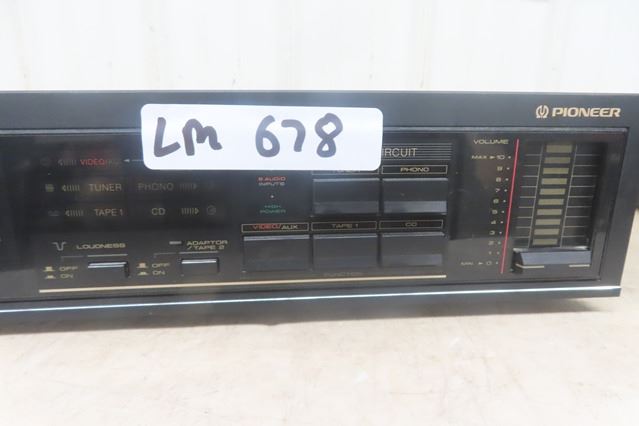 PIONEER
LM 678
CIRCUIT
VOLUME
VIDEO/AUX
5 AUDIO INPUTS
PHONO
MAX ▶ 10
9
8
7
6
5
4
3
2
1
MIN ▶ 0
TUNER PHONO
HIGH POWER
TAPE 1 CD
VIDEO/AUX TAPE 1 CD
LOUDNESS
ADAPTOR /TAPE 2
OFF
ON
OFF
ON
FUNCTION